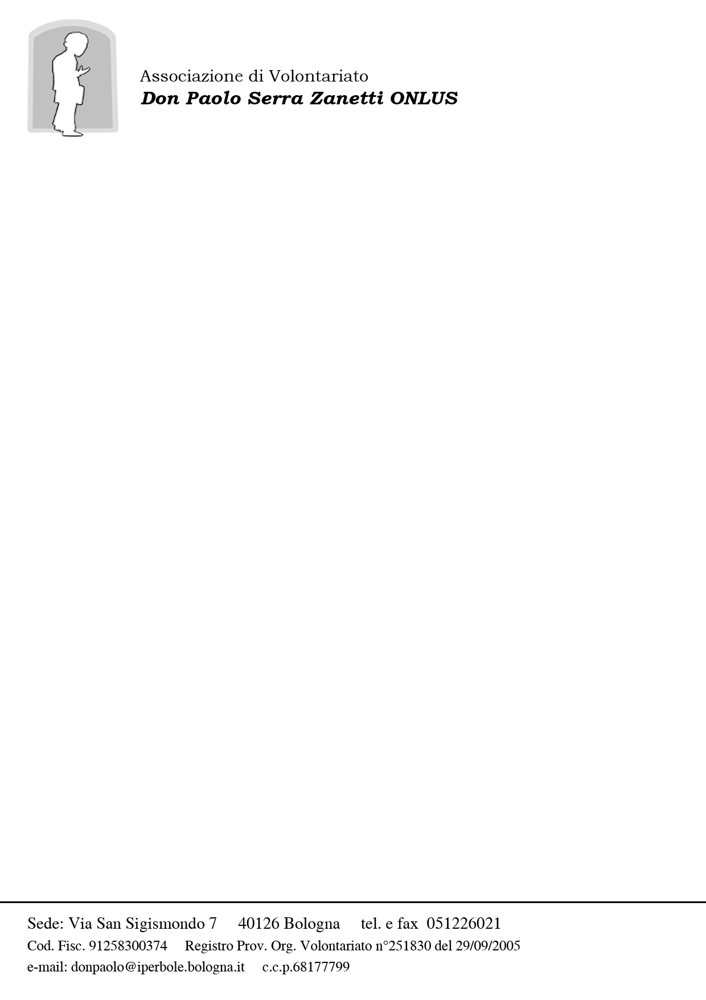 Associazione di Volontariato
Don Paolo Serra Zanetti ONLUS
Sede: Via San Sigismondo 7 40126 Bologna tel. e fax 051226021
Cod. Fisc. 91258300374 Registro Prov. Org. Volontariato n°251830 del 29/09/2005
e-mail: donpaolo@iperbole.bologna.it c.c.p.68177799